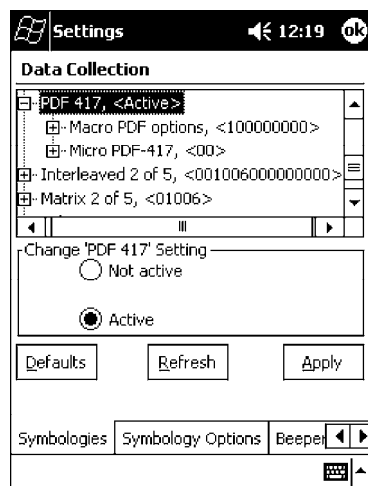 Settings 12:19 ok
Data Collection
PDF 417, <Active>
Macro PDF options, <100000000>
Micro PDF-417, <00>
Interleaved 2 of 5, <001006000000000>
Matrix 2 of 5, <01006>
Change 'PDF 417' Setting
Not active
Active
Defaults Refresh Apply
Symbologies Symbology Options Beeper